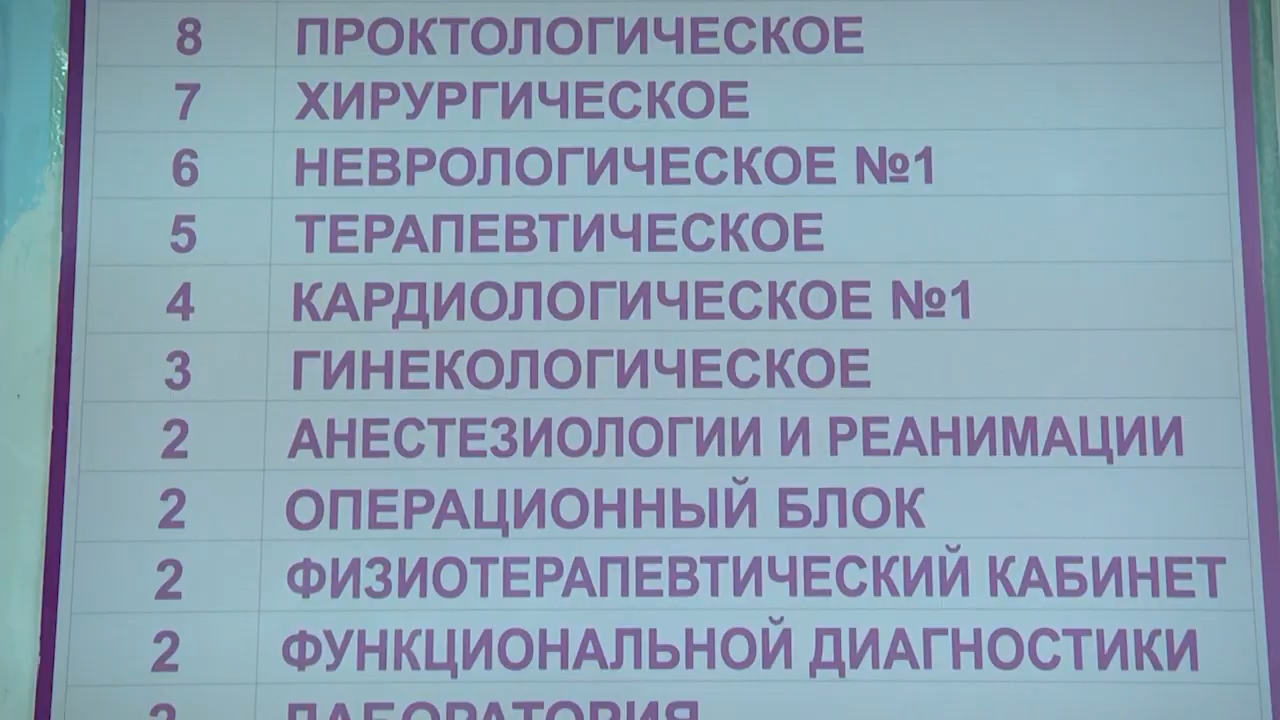 8 ПРОКТОЛОГИЧЕСКОЕ
7 ХИРУРГИЧЕСКОЕ
6 НЕВРОЛОГИЧЕСКОЕ №1
5 ТЕРАПЕВТИЧЕСКОЕ
4 КАРДИОЛОГИЧЕСКОЕ №1
3 ГИНЕКОЛОГИЧЕСКОЕ
2 АНЕСТЕЗИОЛОГИИ И РЕАНИМАЦИИ
2 ОПЕРАЦИОННЫЙ БЛОК
2 ФИЗИОТЕРАПЕВТИЧЕСКИЙ КАБИНЕТ
2 ФУНКЦИОНАЛЬНОЙ ДИАГНОСТИКИ
ЛАБОРАТОРИЯ